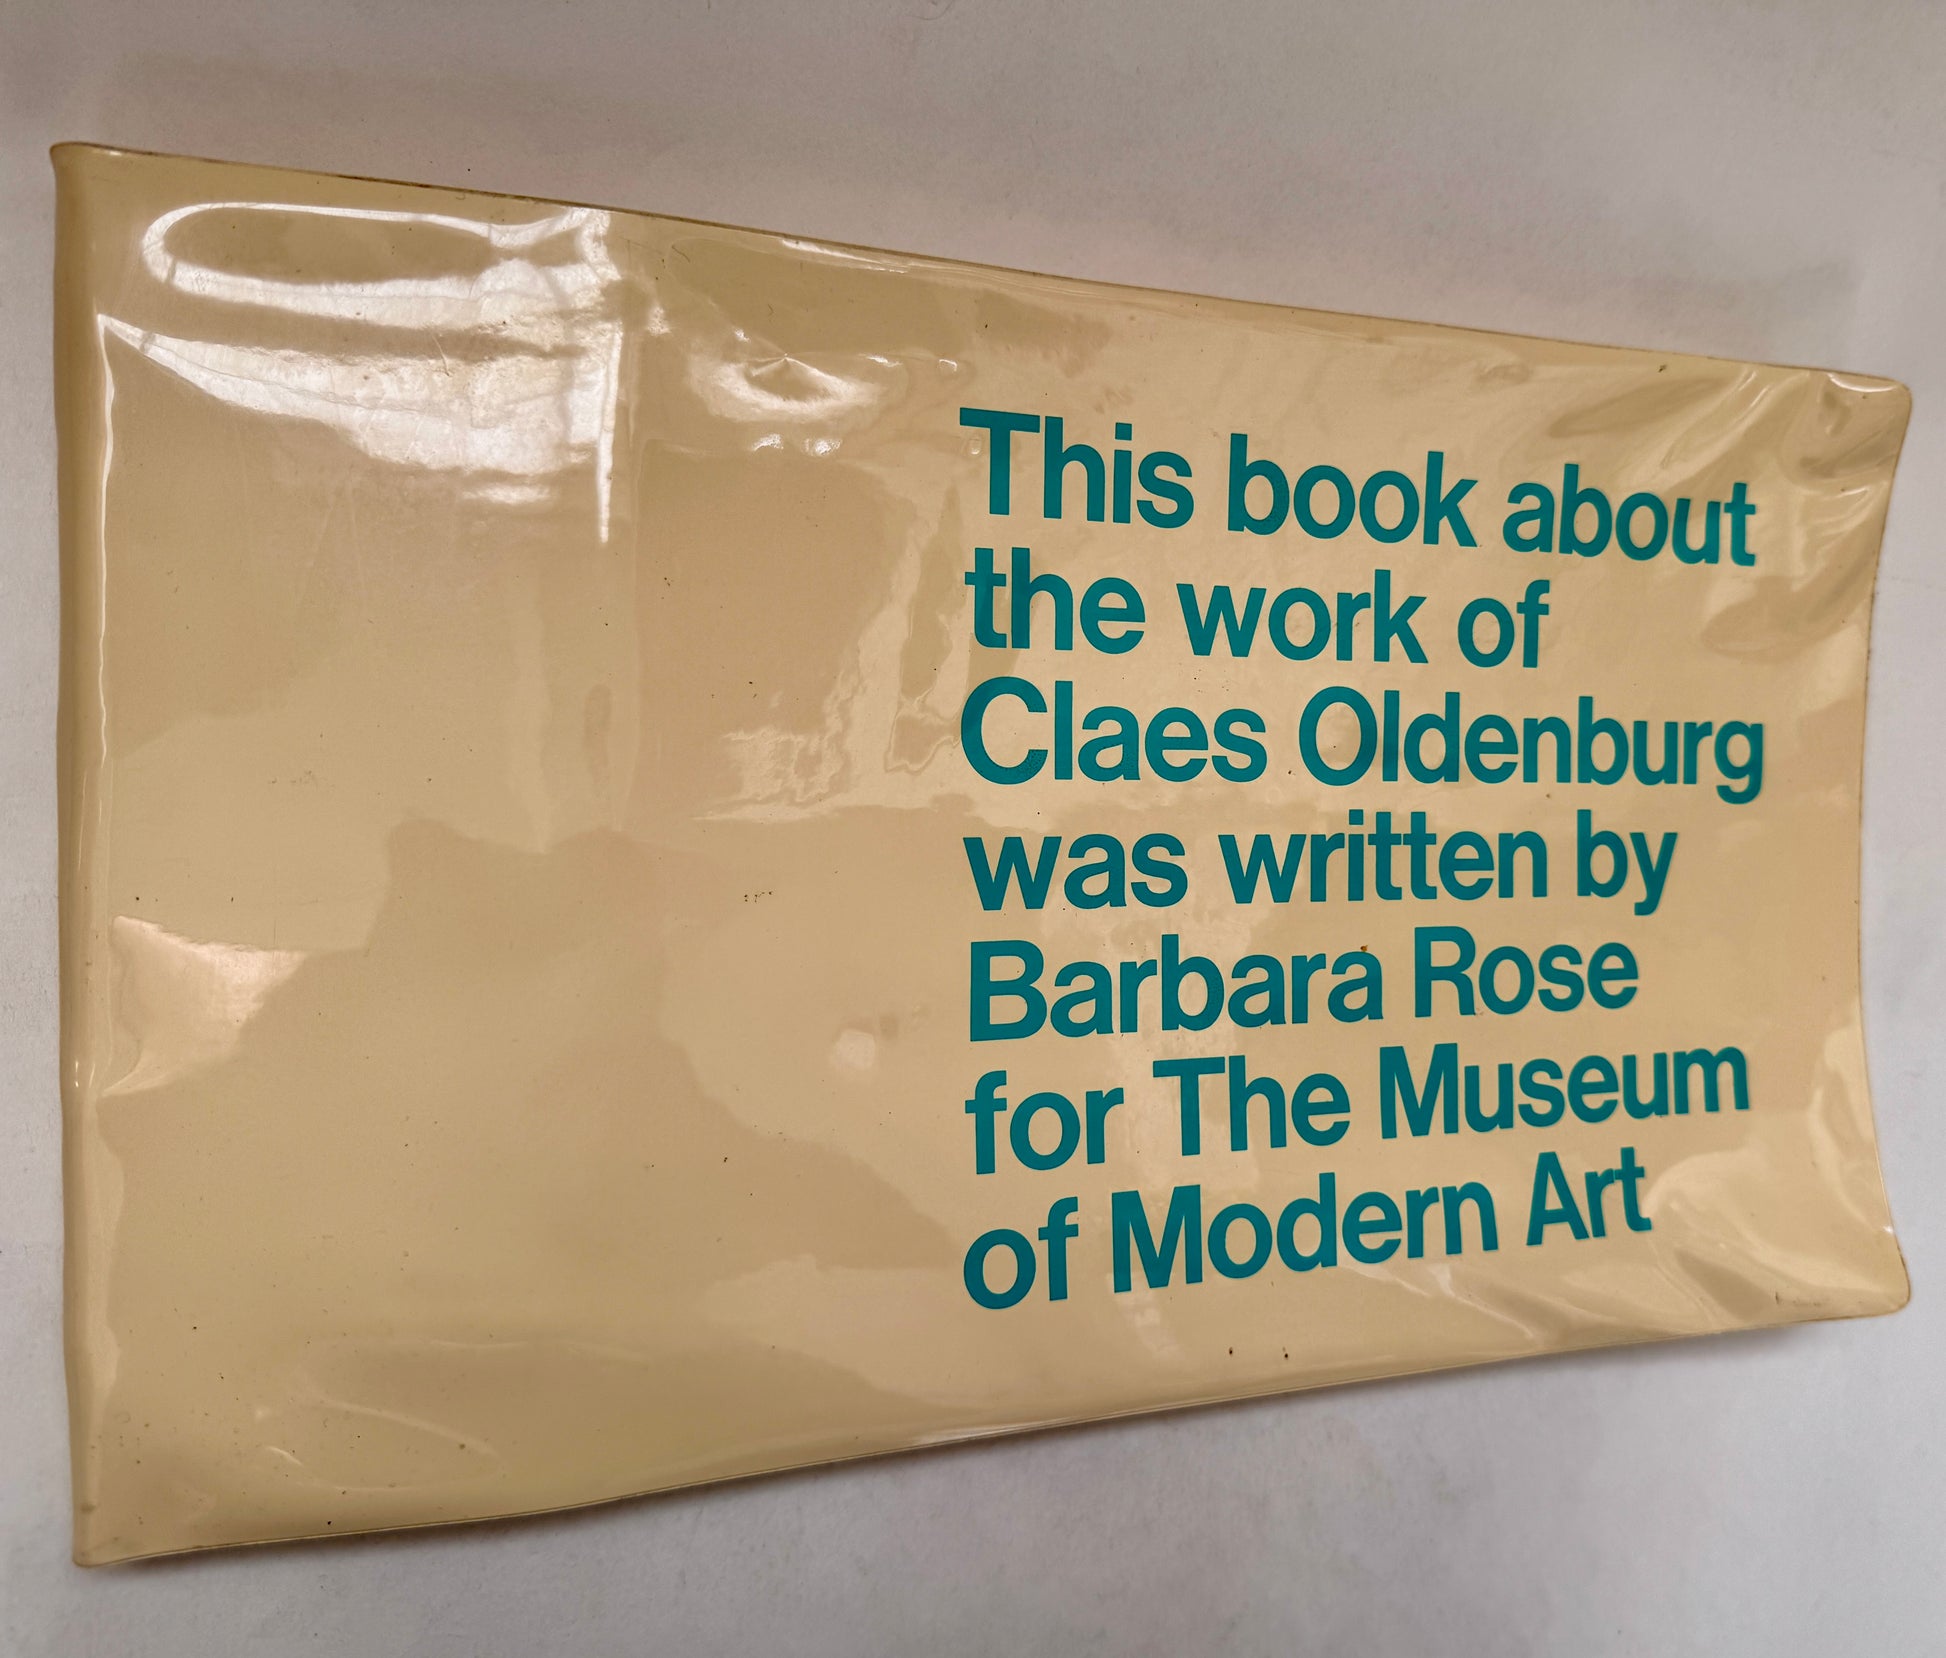 This book about
the work of
Claes Oldenburg
was written by
Barbara Rose
for The Museum
of Modern Art